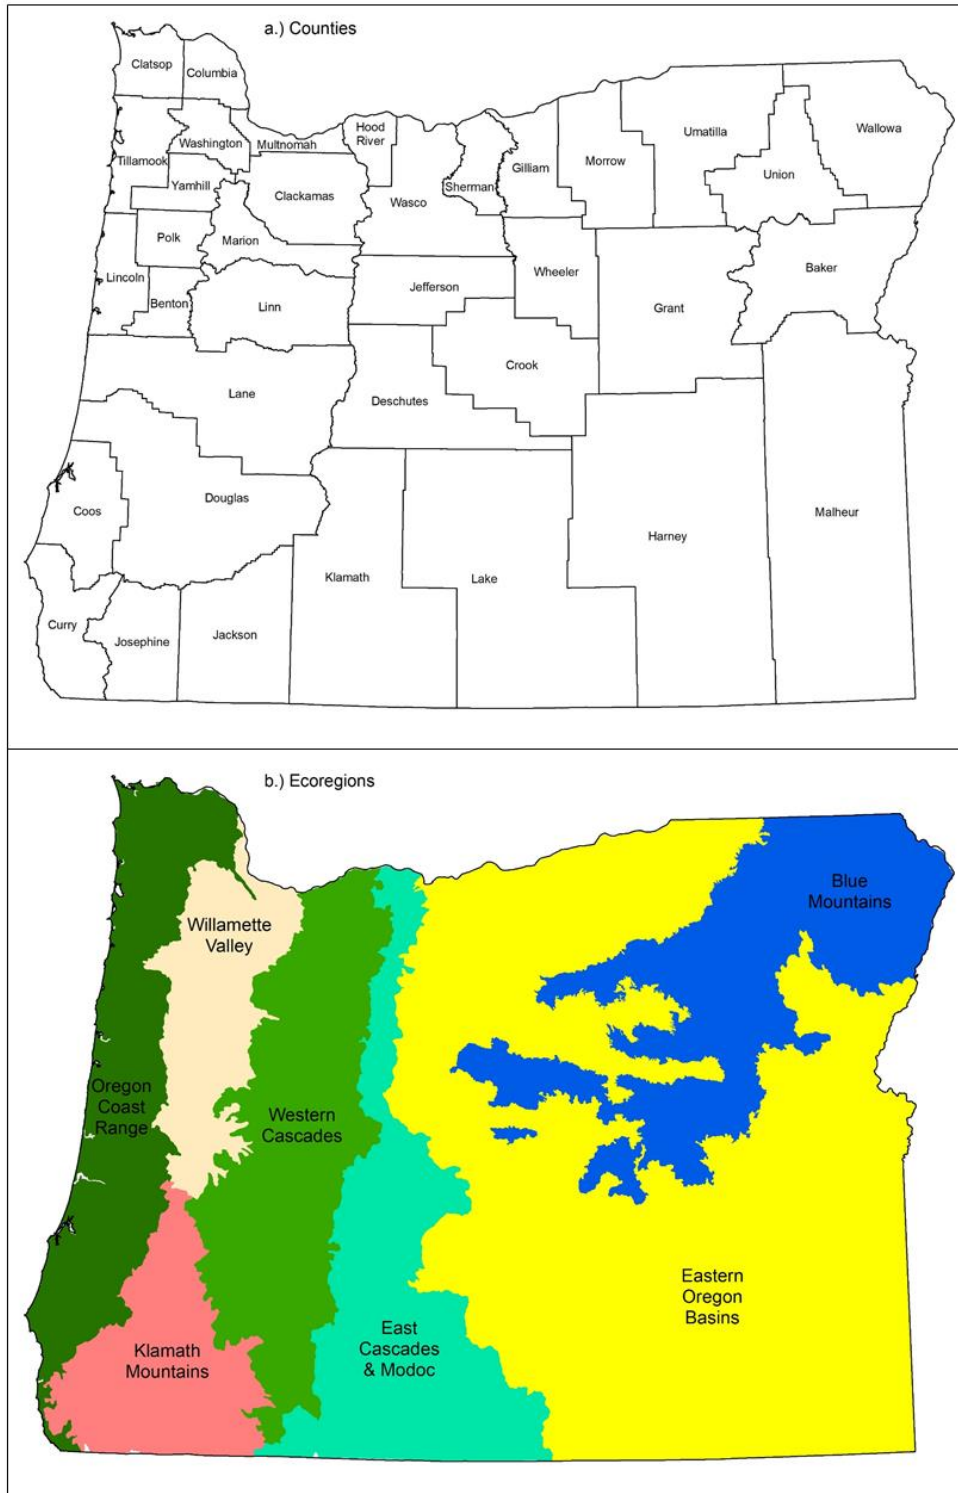 a.) Counties
Clatsop
Columbia
Tillamook
Washington
Multnomah
Hood
River
Yamhill
Clackamas
Wasco
Sherman
Gilliam
Morrow
Umatilla
Union
Wallowa
Polk
Marion
Lincoln
Benton
Linn
Jefferson
Wheeler
Grant
Baker
Crook
Lane
Deschutes
Coos
Douglas
Klamath
Lake
Harney
Malheur
Curry
Josephine
Jackson
b.) Ecoregions
Willamette
Valley
Blue
Mountains
Oregon
Coast
Range
Western
Cascades
Eastern
Oregon
Basins
Klamath
Mountains
East
Cascades
& Modoc